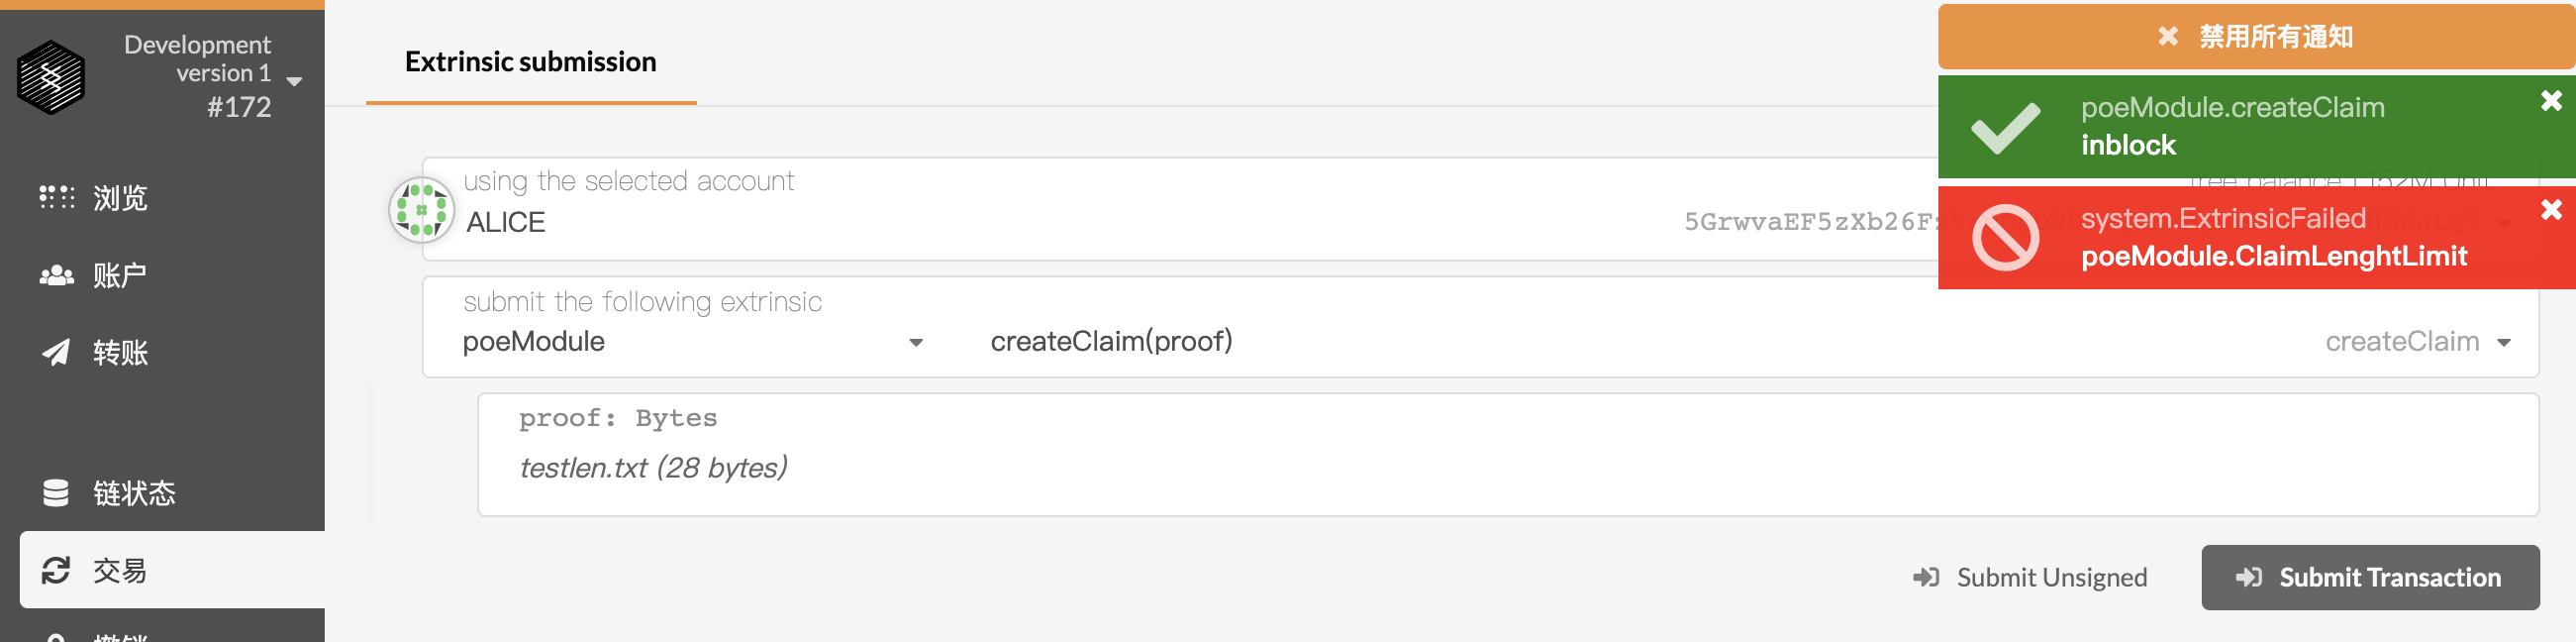 Development
version 1
#172
浏览
账户
转账
链状态
交易
Extrinsic submission
using the selected account
ALICE
5GrwvaEF5zXb26F
submit the following extrinsic
poeModule
createClaim(proof)
createClaim
proof: Bytes
testlen.txt (28 bytes)
Submit Unsigned
Submit Transaction
禁用所有通知
poeModule.createClaim
inblock
system.ExtrinsicFailed
poeModule.ClaimLenghtLimit